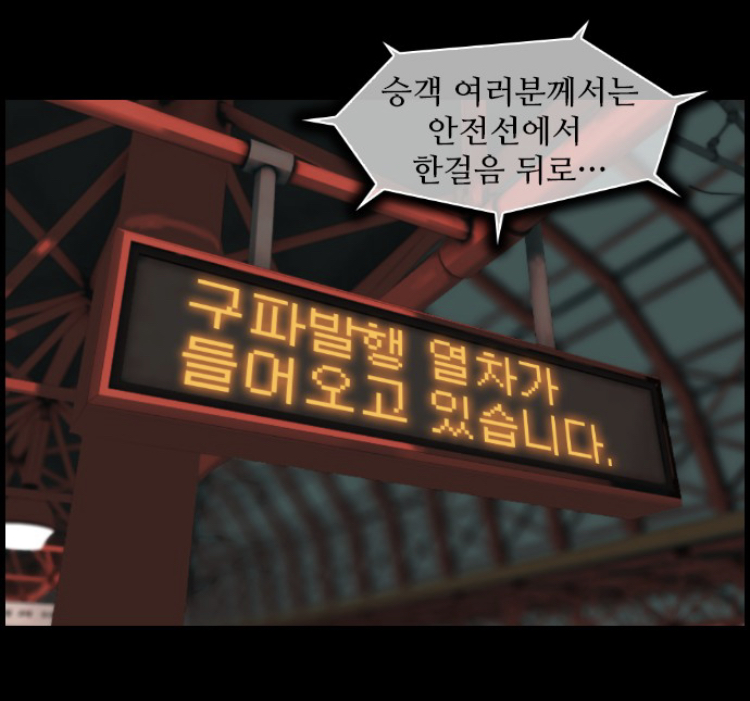 승객 여러분께서는
안전선에서
한걸음 뒤로…
구파발행 열차가
들어오고 있습니다.